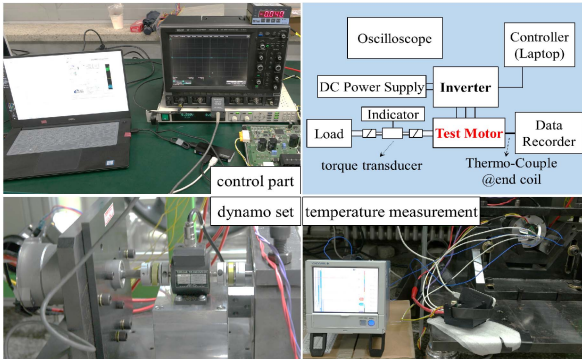 control part
Oscilloscope
Controller
(Laptop)
DC Power Supply
Inverter
Indicator
Load
Test Motor
Data
Recorder
torque transducer
Thermo-Couple
@end coil
dynamo set
temperature measurement